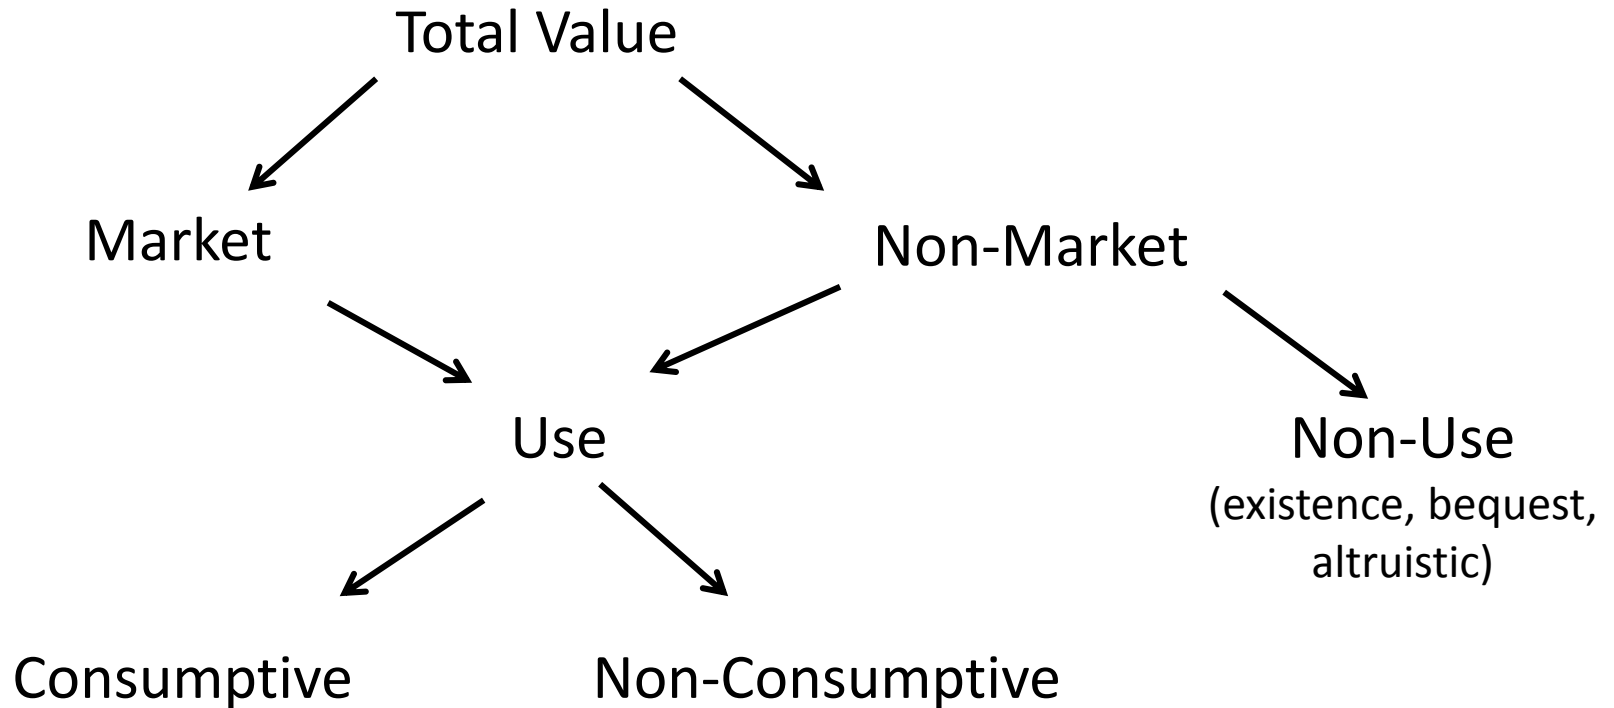 Total Value
Market
Non-Market
Use
Non-Use
(existence, bequest,
altruistic)
Consumptive
Non-Consumptive